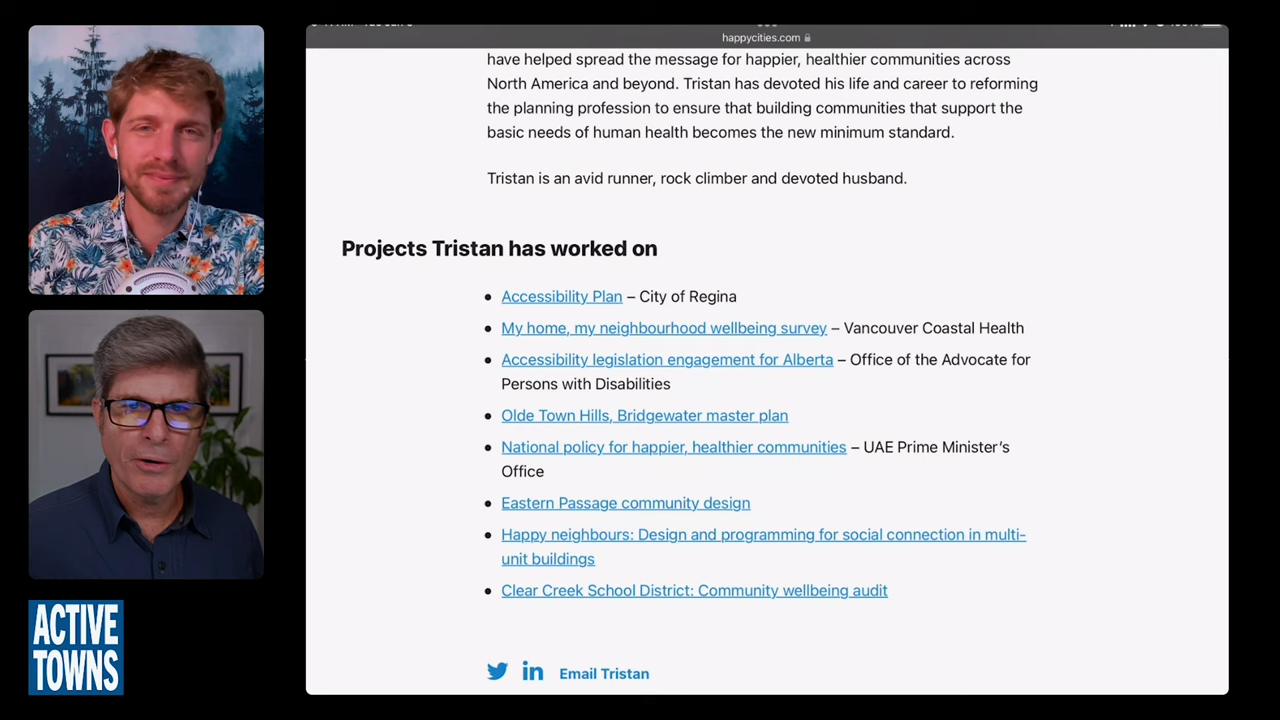 happycities.com
have helped spread the message for happier, healthier communities across
North America and beyond. Tristan has devoted his life and career to reforming
the planning profession to ensure that building communities that support the
basic needs of human health becomes the new minimum standard.
Tristan is an avid runner, rock climber and devoted husband.
Projects Tristan has worked on
• Accessibility Plan – City of Regina
• My home, my neighbourhood wellbeing survey – Vancouver Coastal Health
• Accessibility legislation engagement for Alberta – Office of the Advocate for
Persons with Disabilities
• Olde Town Hills, Bridgewater master plan
• National policy for happier, healthier communities – UAE Prime Minister’s
Office
• Eastern Passage community design
• Happy neighbours: Design and programming for social connection in multi-
unit buildings
• Clear Creek School District: Community wellbeing audit
in Email Tristan
ACTIVE
TOWNS